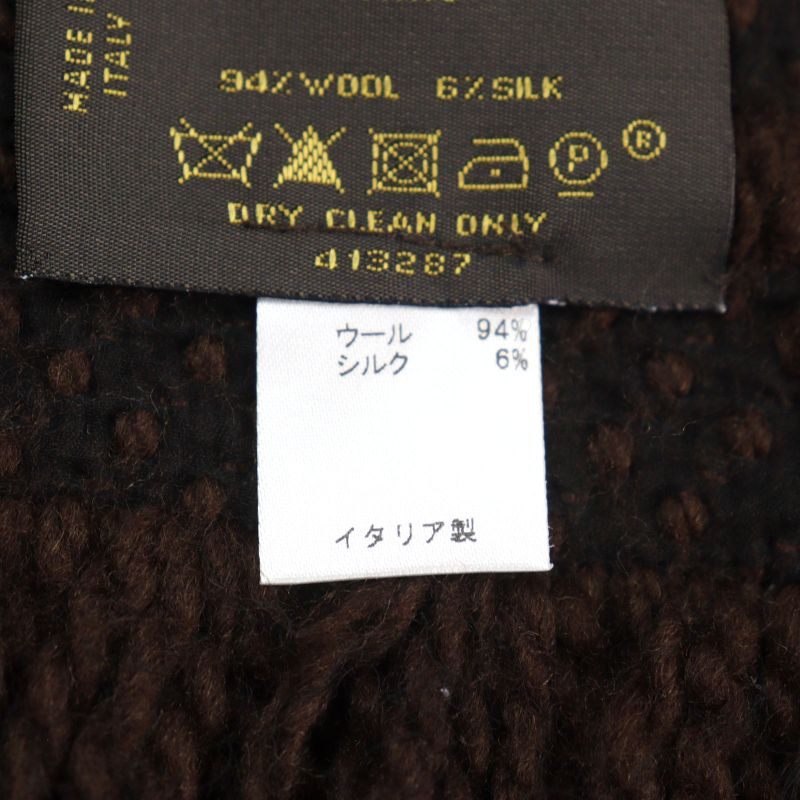 MADE IN
ITALY
94% WOOL 6% SILK
P
®
DRY CLEAN ONLY
413287
ウール 94%
シルク 6%
イタリア製